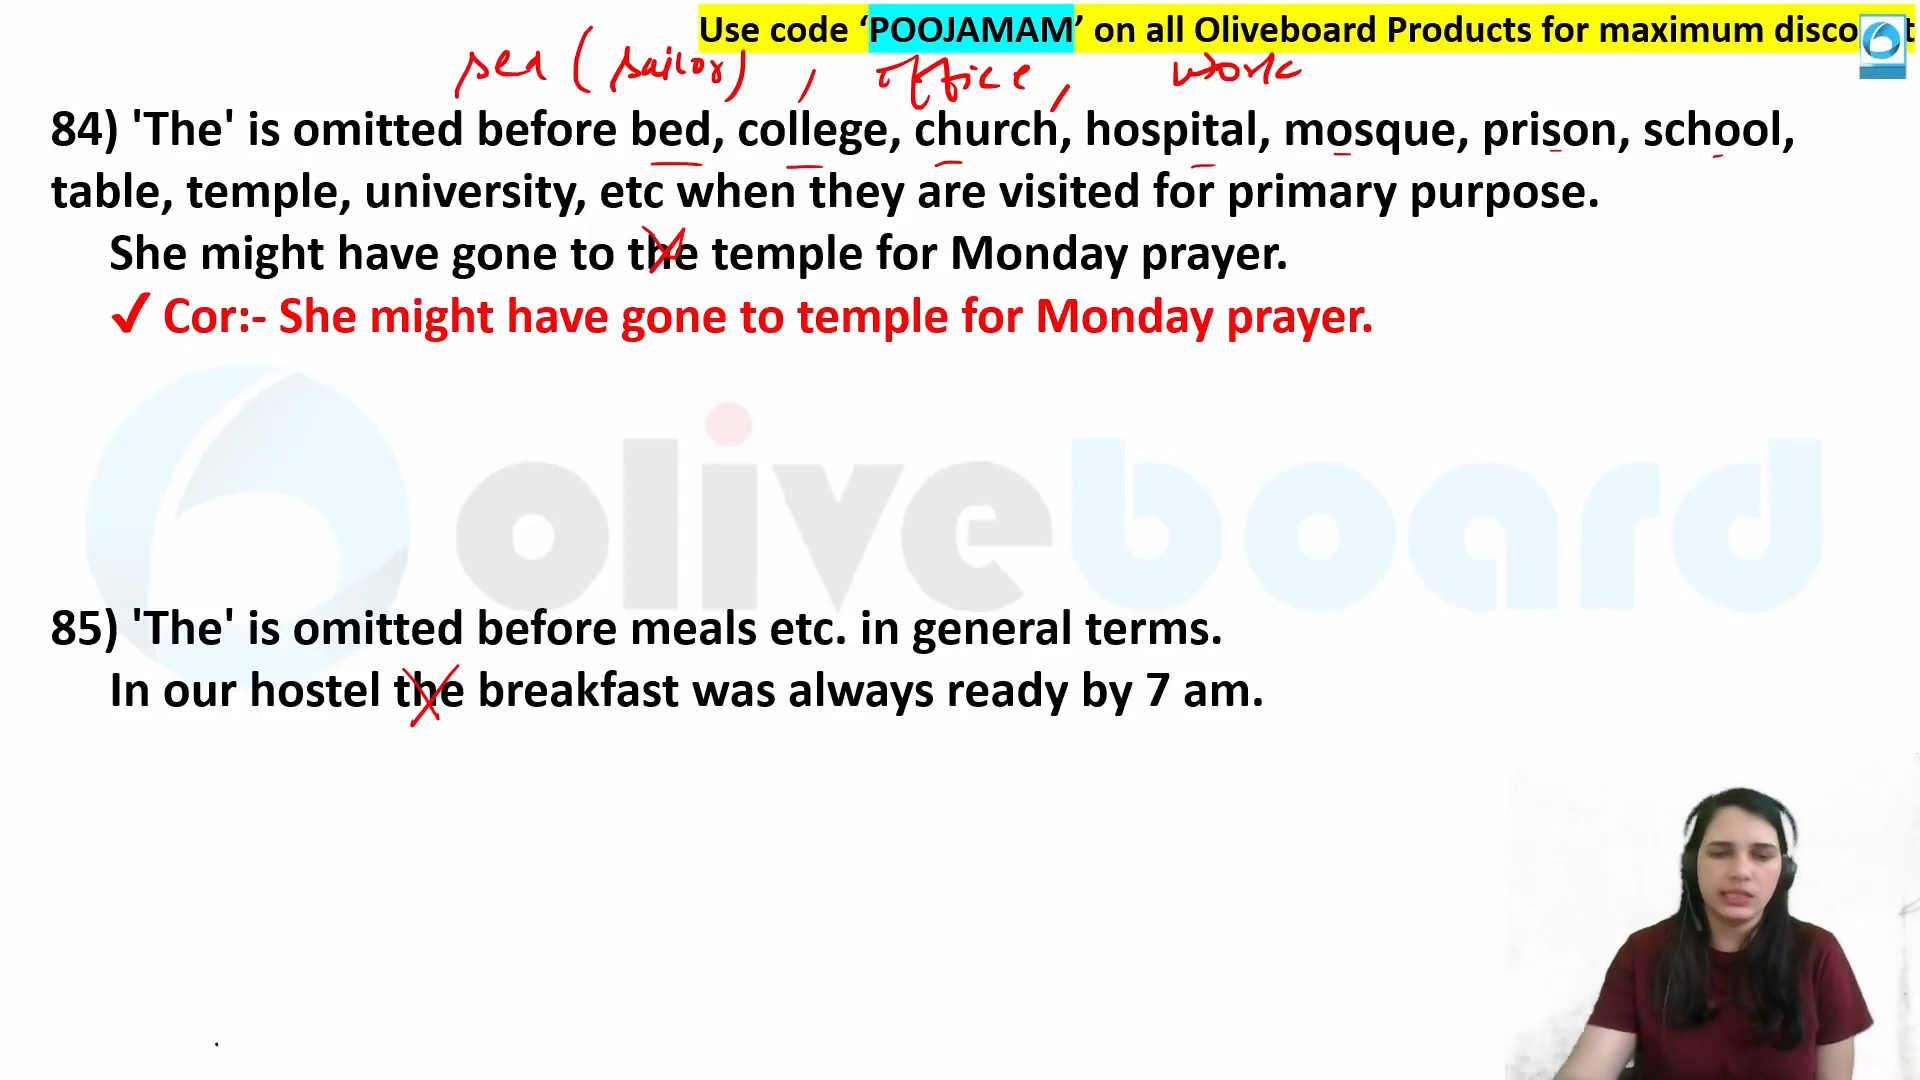 Use code ‘POOJAMAM’ on all Oliveboard Products for maximum disco t
sea (sailor), office, work
84) 'The' is omitted before bed, college, church, hospital, mosque, prison, school,
table, temple, university, etc when they are visited for primary purpose.
She might have gone to the temple for Monday prayer.
✓ Cor:- She might have gone to temple for Monday prayer.
oliveboard
85) 'The' is omitted before meals etc. in general terms.
In our hostel the breakfast was always ready by 7 am.